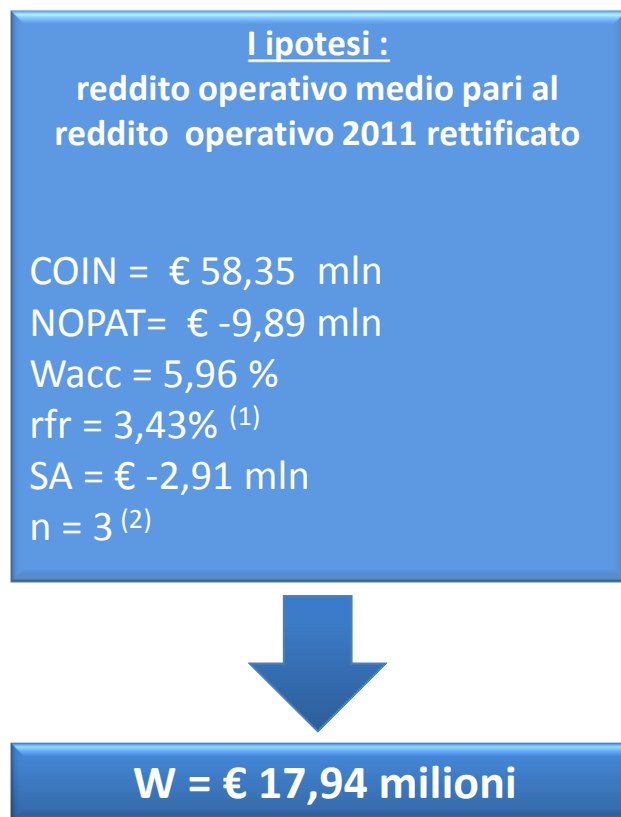 I ipotesi :
reddito operativo medio pari al
reddito operativo 2011 rettificato
COIN = € 58,35 mln
NOPAT= € -9,89 mln
Wacc = 5,96 %
rfr = 3,43% (1)
SA = € -2,91 mln
n = 3 (2)
W = € 17,94 milioni